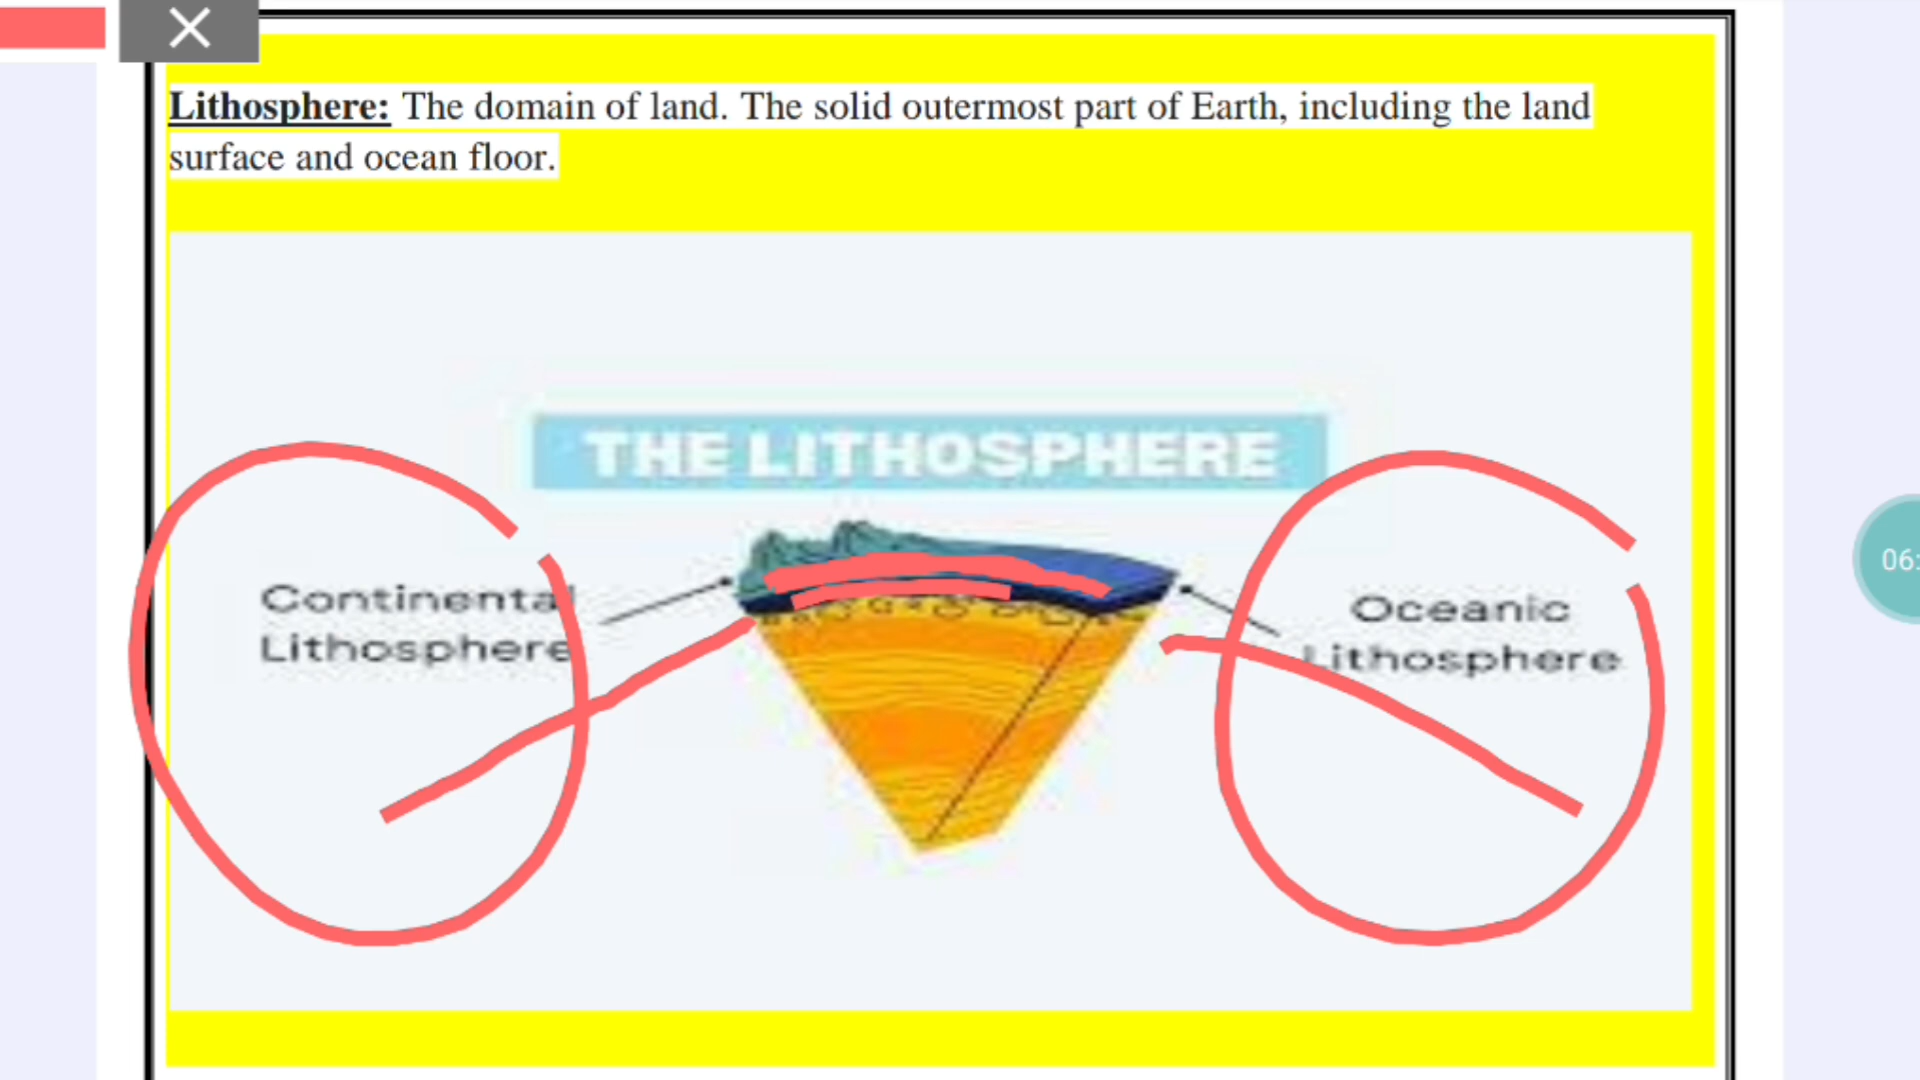 Lithosphere: The domain of land. The solid outermost part of Earth, including the land
surface and ocean floor.
THE LITHOSPHERE
Continental
Lithosphere
Oceanic
Lithosphere
06: